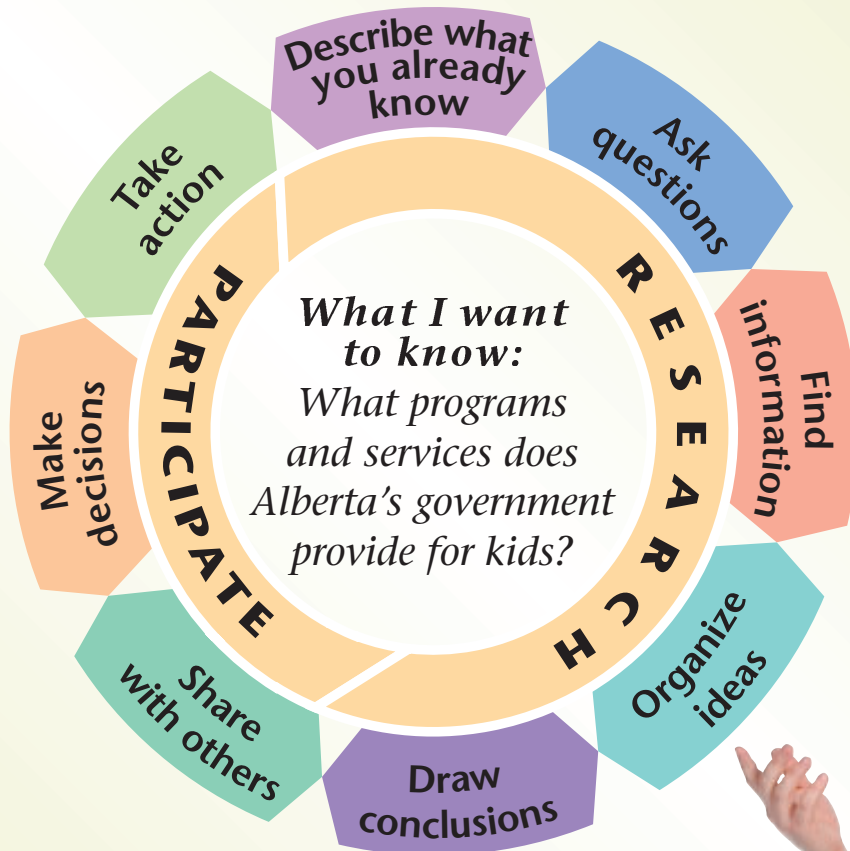 Describe what
you already
know
Ask
questions
Find
information
Organize
ideas
Draw
conclusions
Share
with others
Make
decisions
Take
action
RESEARCH
PARTICIPATE
What I want
to know:
What programs
and services does
Alberta's government
provide for kids?